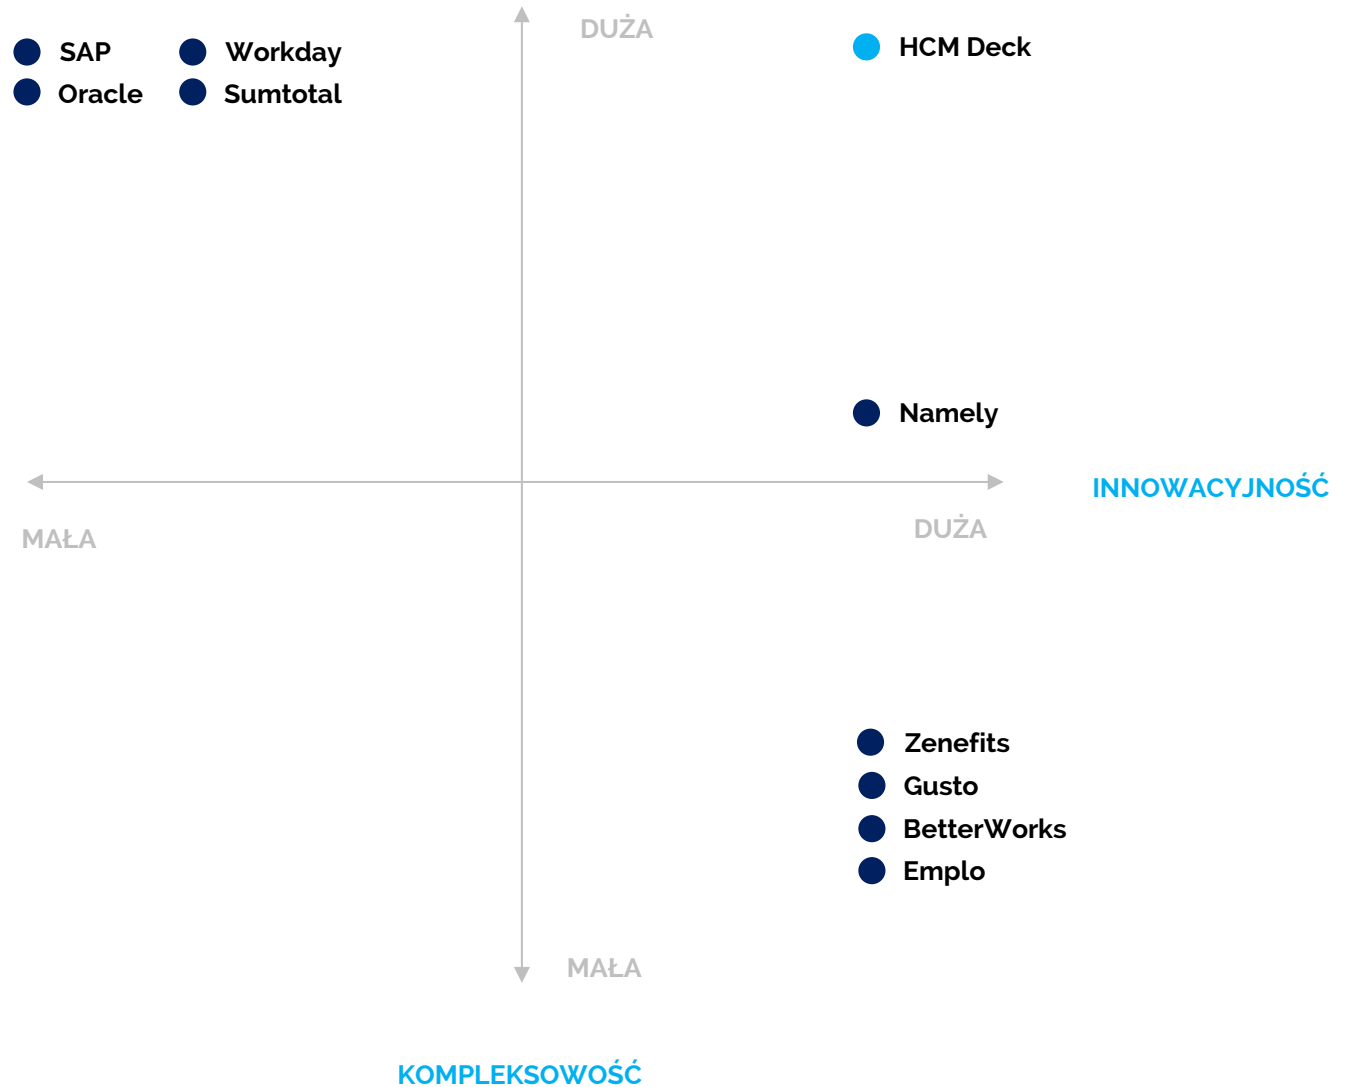 DUŻA
SAP
Workday
HCM Deck
Oracle
Sumtotal
Namely
INNOWACYJNOŚĆ
MAŁA
DUŻA
Zenefits
Gusto
BetterWorks
Emplo
MAŁA
KOMPLEKSOWOŚĆ